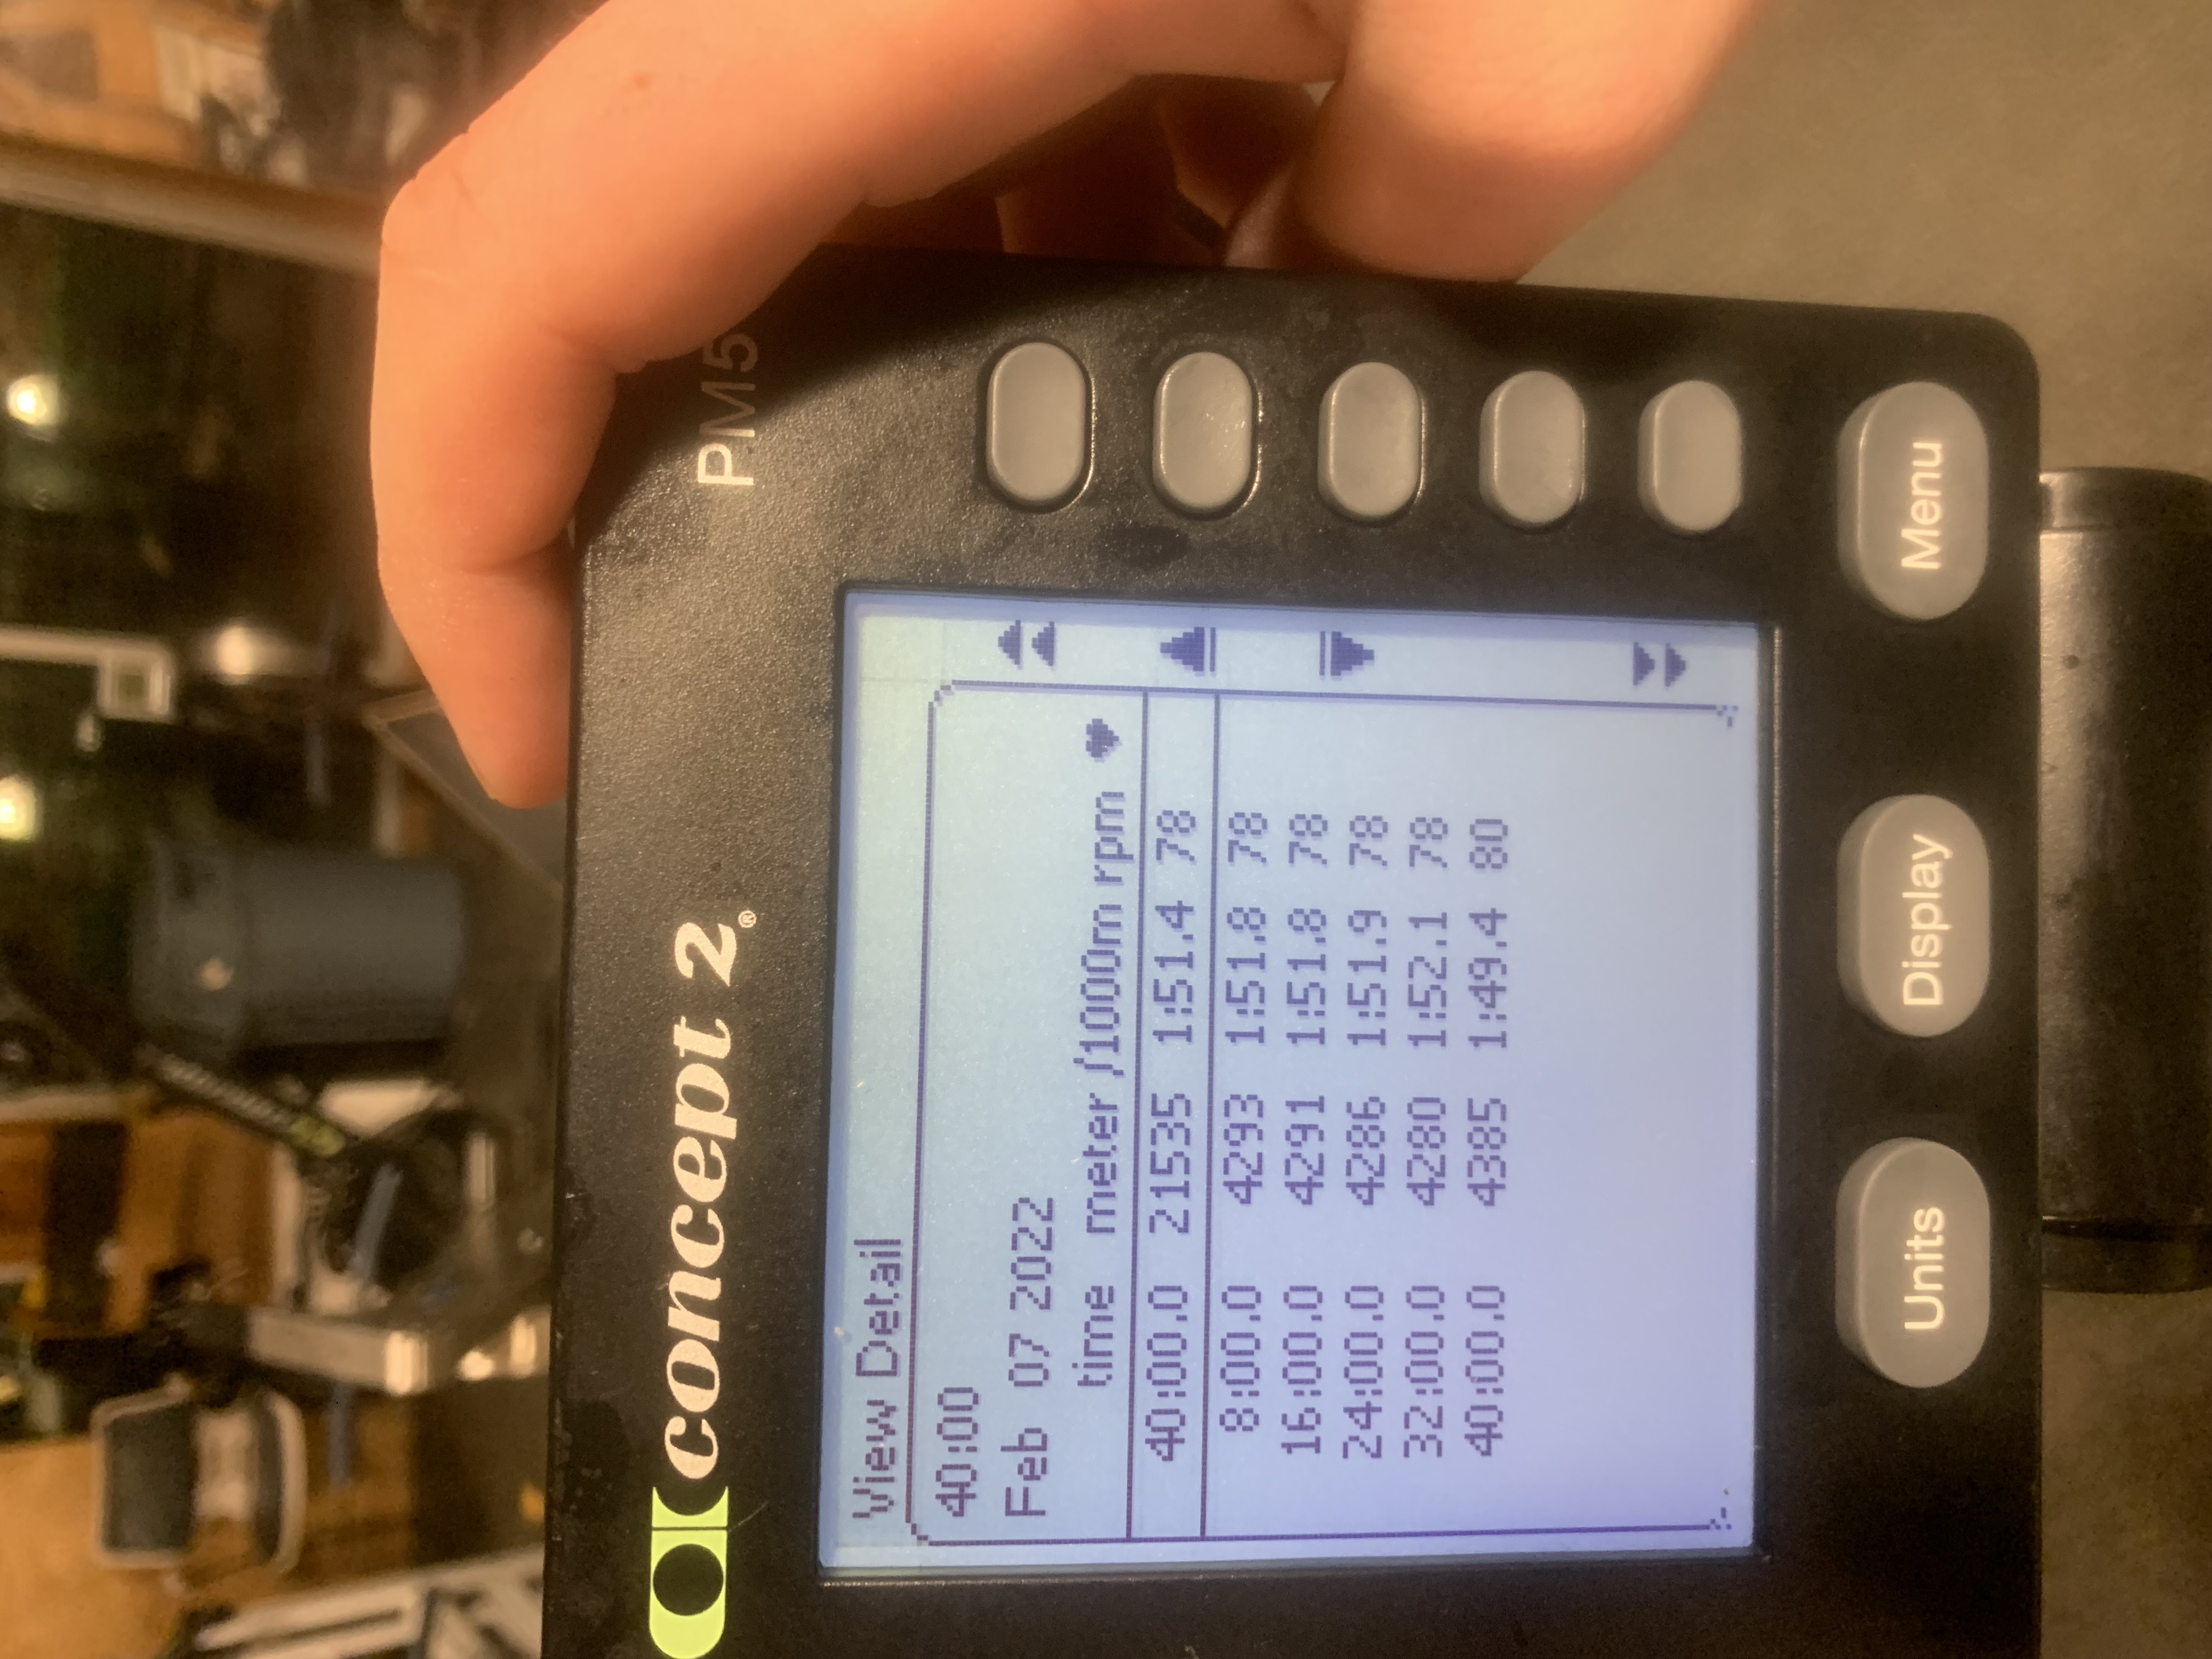 concept 2®
PM5
View Detail
40:00
Feb 07 2022
time meter /1000m rpm
40:00.0 21535 1:51.4 78
8:00.0 4293 1:51.8 78
16:00.0 4291 1:51.8 78
24:00.0 4286 1:51.9 78
32:00.0 4280 1:52.1 78
40:00.0 4385 1:49.4 80
Units Display Menu